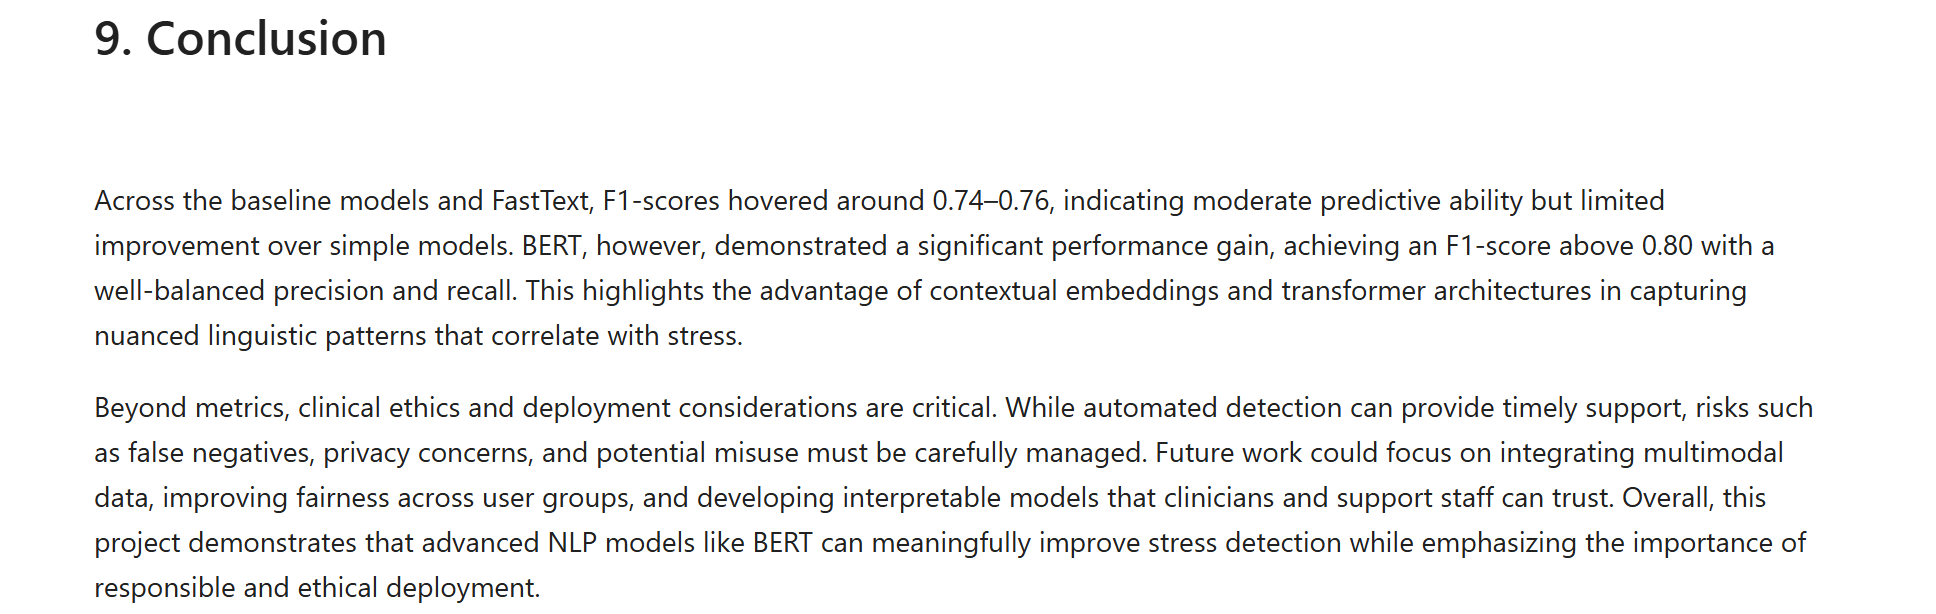 9. Conclusion
Across the baseline models and FastText, F1-scores hovered around 0.74–0.76, indicating moderate predictive ability but limited
improvement over simple models. BERT, however, demonstrated a significant performance gain, achieving an F1-score above 0.80 with a
well-balanced precision and recall. This highlights the advantage of contextual embeddings and transformer architectures in capturing
nuanced linguistic patterns that correlate with stress.
Beyond metrics, clinical ethics and deployment considerations are critical. While automated detection can provide timely support, risks such
as false negatives, privacy concerns, and potential misuse must be carefully managed. Future work could focus on integrating multimodal
data, improving fairness across user groups, and developing interpretable models that clinicians and support staff can trust. Overall, this
project demonstrates that advanced NLP models like BERT can meaningfully improve stress detection while emphasizing the importance of
responsible and ethical deployment.